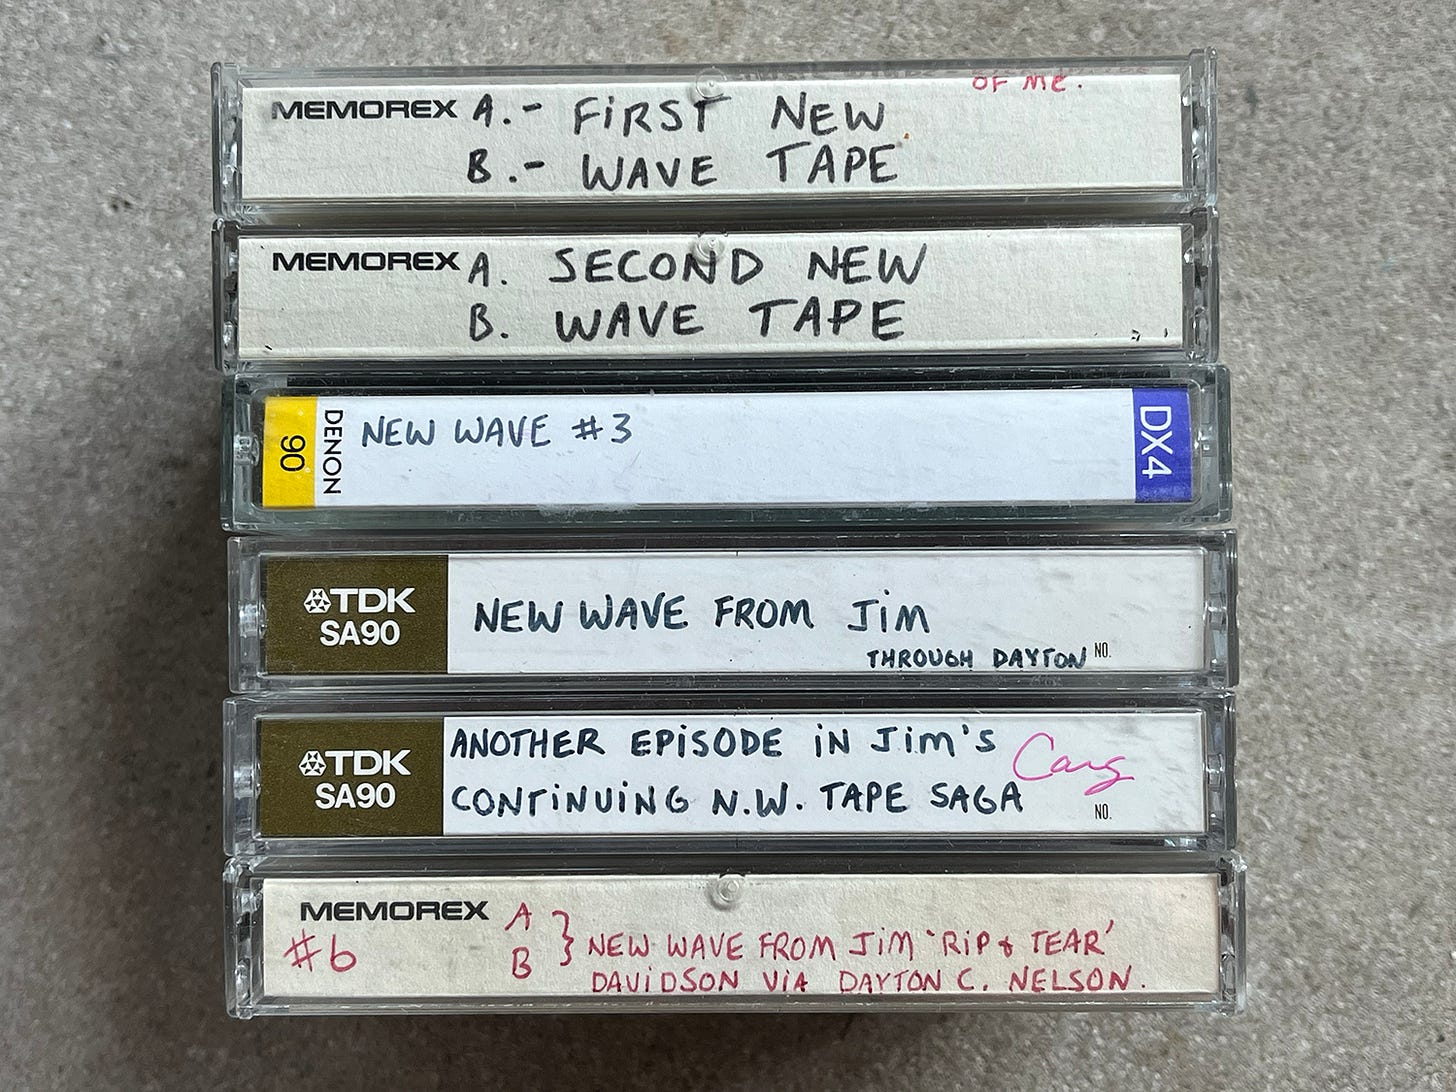 OF ME.
MEMOREX A.- FIRST NEW
B.- WAVE TAPE
MEMOREX A. SECOND NEW
B. WAVE TAPE
90 DENON NEW WAVE #3 DX4
TDK
SA90
NEW WAVE FROM JiM
THROUGH DAYTON NO.
TDK
SA90
ANOTHER EPiSODE iN JiM'S
CONTiNUiNG N.W. TAPE SAGA
NO.
MEMOREX
#6
A
B
NEW WAVE FROM JiM 'RiP & TEAR'
DAViDSON ViA DAYTON C. NELSON.